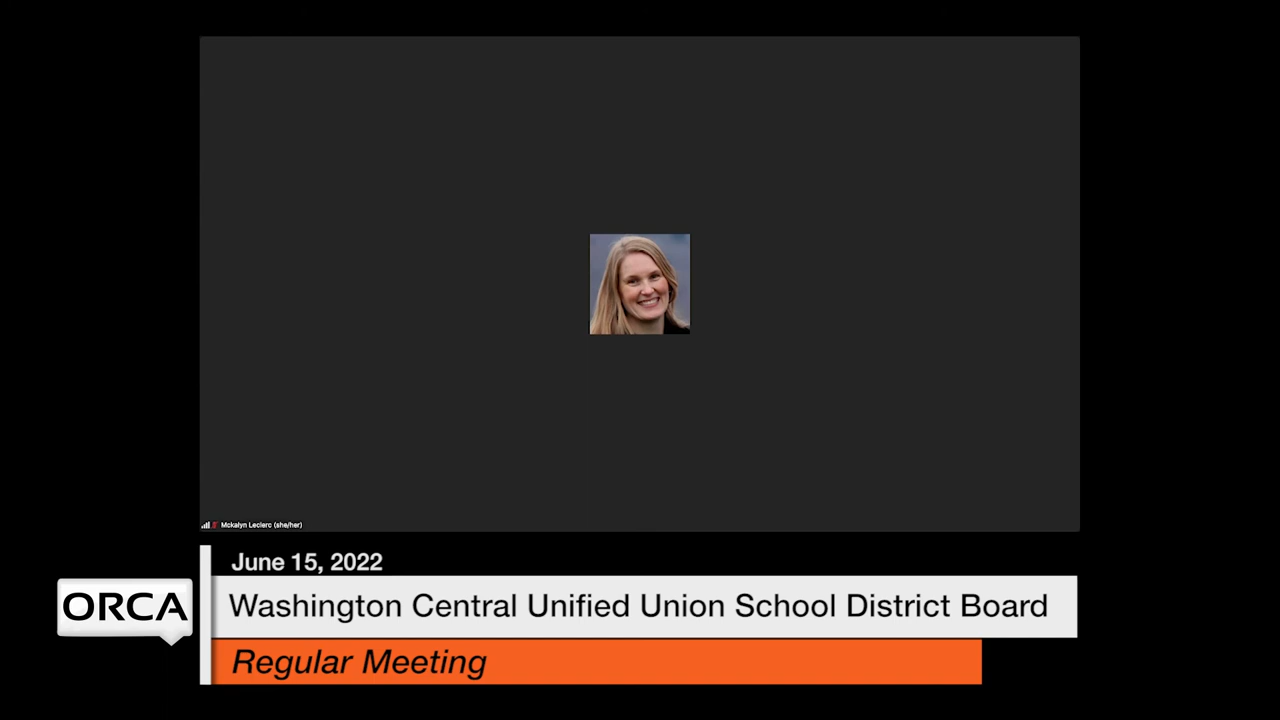 Mckalyn Leclerc (she/her)
June 15, 2022
ORCA
Washington Central Unified Union School District Board
Regular Meeting